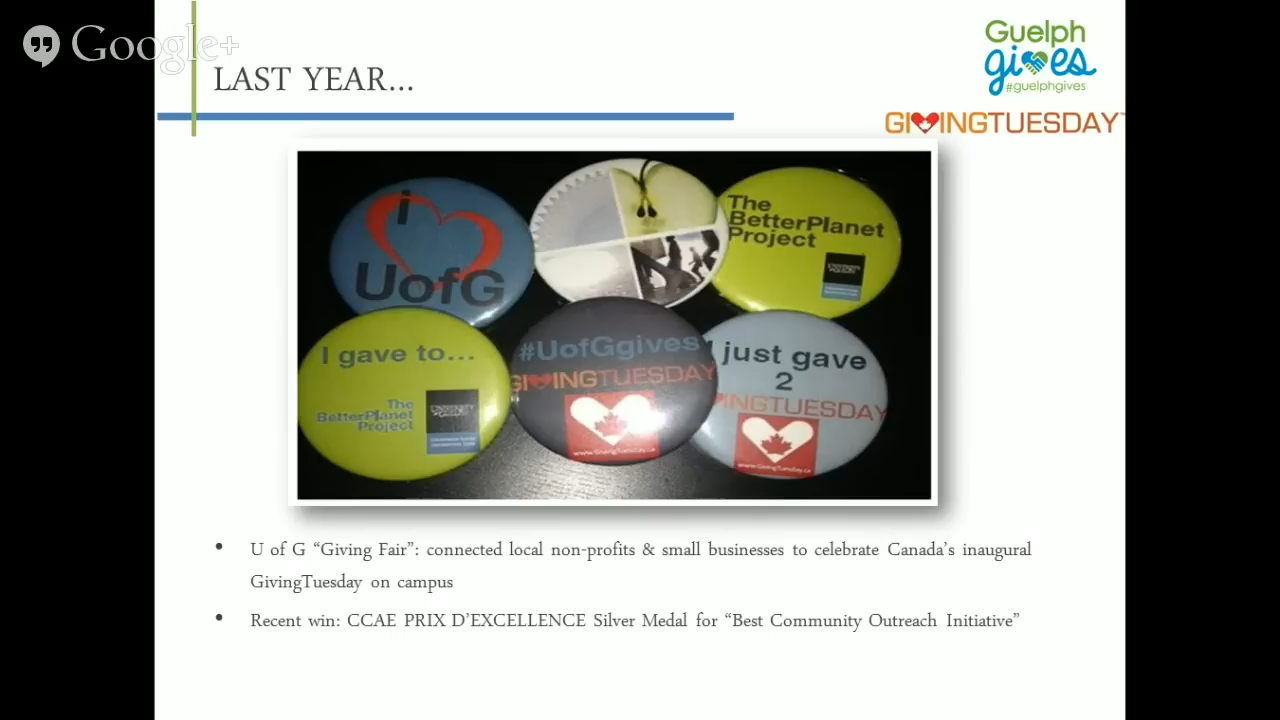 Google+
LAST YEAR...
Guelph
gives
#guelphgives
GIVINGTUESDAY
i
UofG
The
BetterPlanet
Project
I gave to...
The
BetterPlanet
Project
#UofGgives
GIVINGTUESDAY
www.GivingTuesday.ca
I just gave
2
INGTUESDAY
www.GivingTuesday.ca
• U of G “Giving Fair”: connected local non-profits & small businesses to celebrate Canada’s inaugural
GivingTuesday on campus
• Recent win: CCAE PRIX D’EXCELLENCE Silver Medal for “Best Community Outreach Initiative”